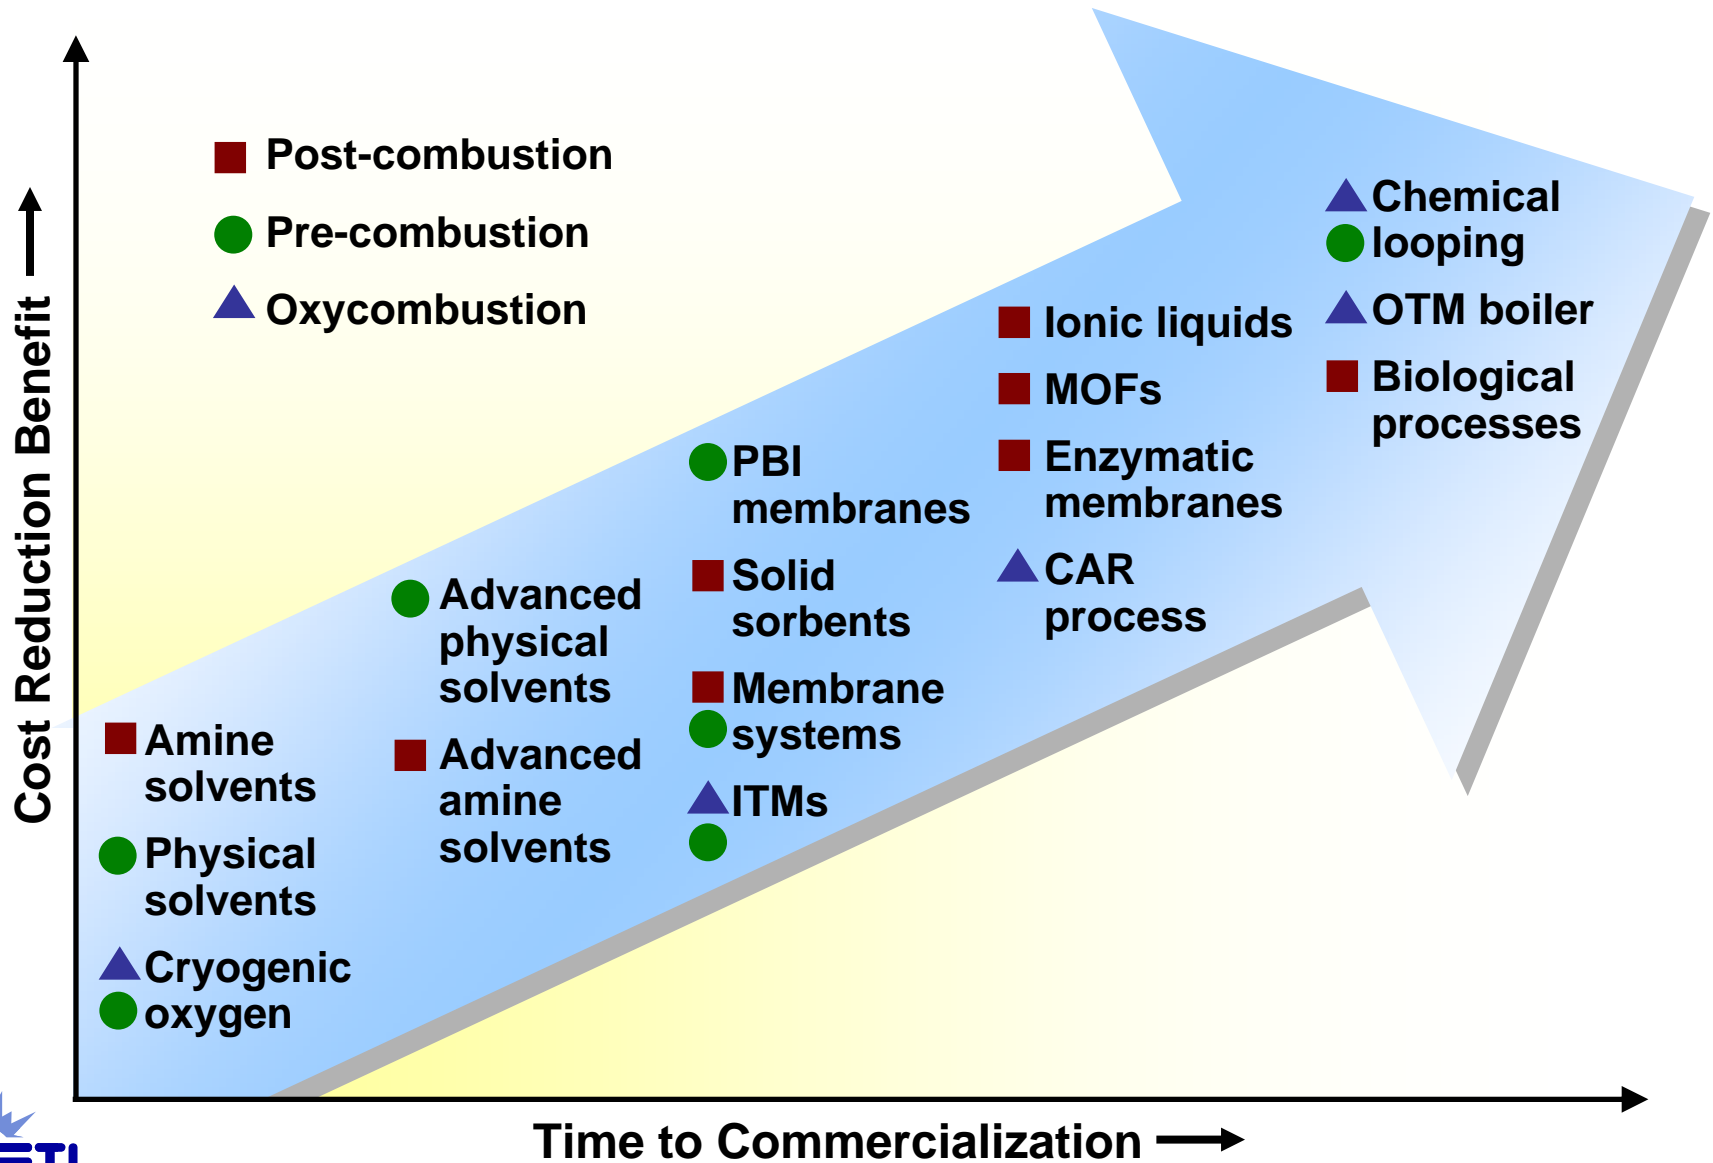 Post-combustion
Pre-combustion
Oxycombustion
Cost Reduction Benefit
Amine
solvents
Physical
solvents
Cryogenic
oxygen
Advanced
physical
solvents
Advanced
amine
solvents
PBI
membranes
Solid
sorbents
Membrane
systems
ITMs
Ionic liquids
MOFs
Enzymatic
membranes
CAR
process
Chemical
looping
OTM boiler
Biological
processes
Time to Commercialization